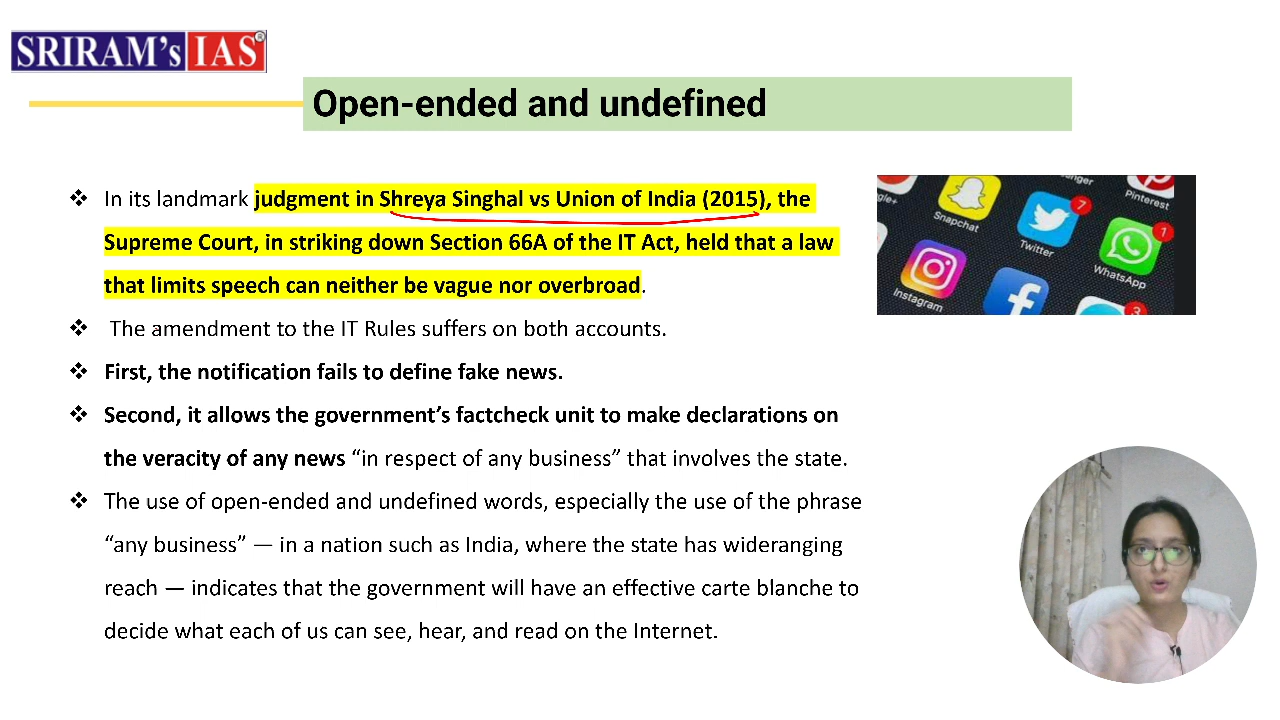 SRIRAM's IAS®
Open-ended and undefined
❖ In its landmark judgment in Shreya Singhal vs Union of India (2015), the
Supreme Court, in striking down Section 66A of the IT Act, held that a law
that limits speech can neither be vague nor overbroad.
❖ The amendment to the IT Rules suffers on both accounts.
❖ First, the notification fails to define fake news.
❖ Second, it allows the government’s factcheck unit to make declarations on
the veracity of any news “in respect of any business” that involves the state.
❖ The use of open-ended and undefined words, especially the use of the phrase
“any business” — in a nation such as India, where the state has wideranging
reach — indicates that the government will have an effective carte blanche to
decide what each of us can see, hear, and read on the Internet.
Pinterest
Snapchat
7
Twitter
1
WhatsApp
Instagram
3